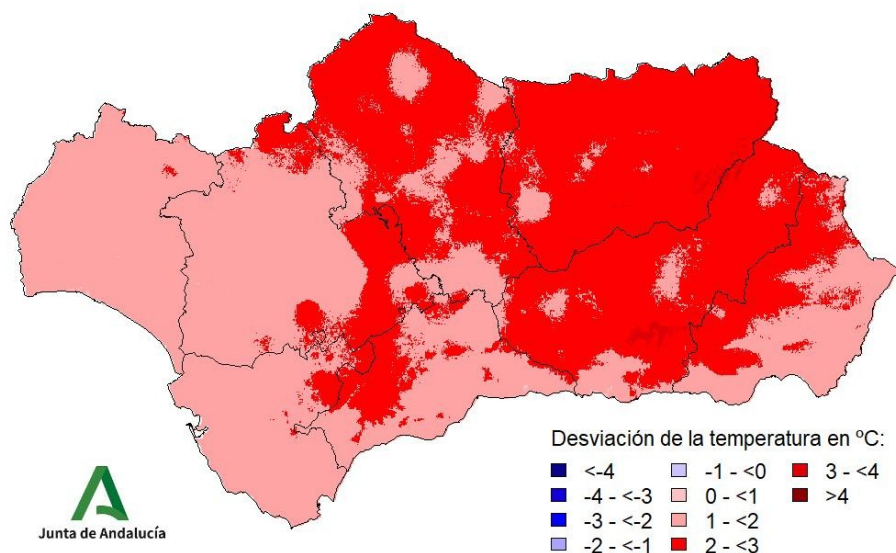 Desviación de la temperatura en ºC:
<-4 -1 - <0 3 - <4
-4 - <-3 0 - <1 >4
-3 - <-2 1 - <2
-2 - <-1 2 - <3
Junta de Andalucía